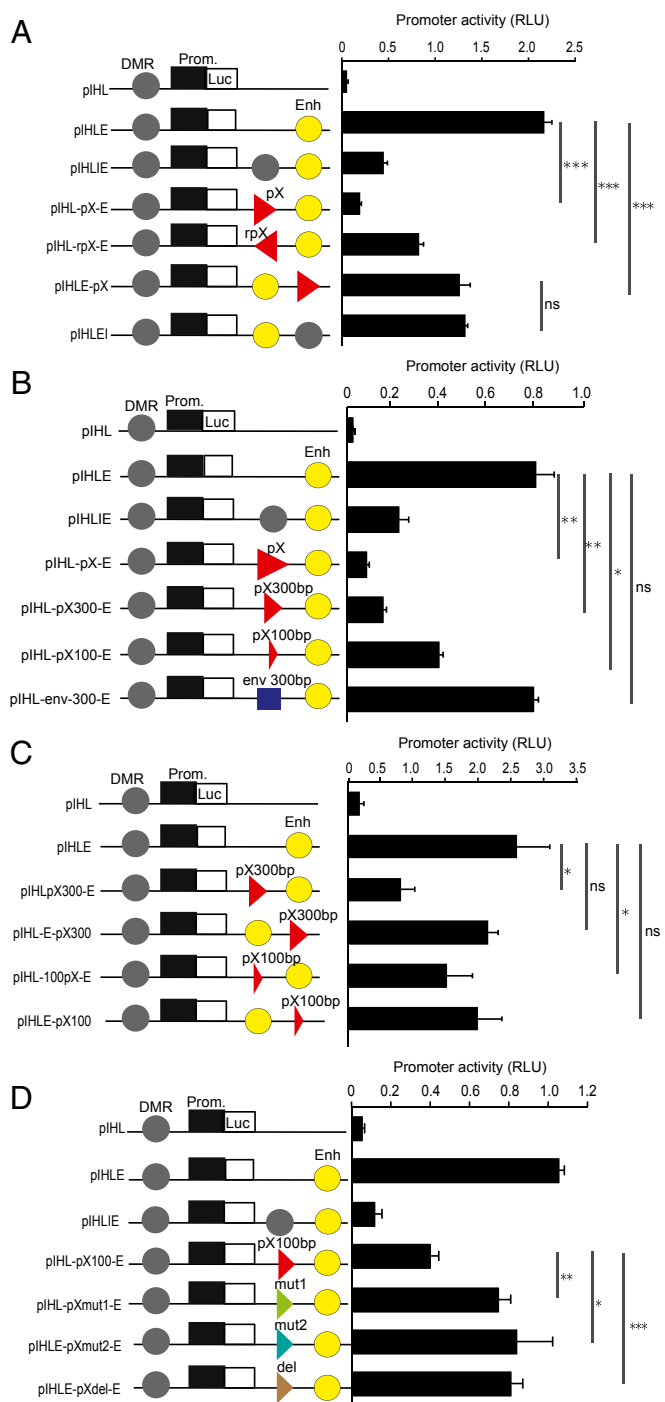 A
Promoter activity (RLU)
0 0.5 1.0 1.5 2.0 2.5
DMR Prom.
Luc
Enh
pIHL
pIHLE
pIHLIE
pX
pIHL-pX-E
rpX
pIHL-rpX-E
pIHLE-pX
pIHLEI
***
***
***
ns
B
Promoter activity (RLU)
0 0.2 0.4 0.6 0.8 1.0
DMR Prom.
Luc
Enh
pIHL
pIHLE
pIHLIE
pX
pIHL-pX-E
pX300bp
pIHL-pX300-E
pX100bp
pIHL-pX100-E
env 300bp
pIHL-env-300-E
**
**
*
ns
C
Promoter activity (RLU)
0 0.5 1.0 1.5 2.0 2.5 3.0 3.5
DMR Prom.
Luc
Enh
pIHL
pIHLE
pX300bp
pIHLpX300-E
pX300bp
pIHL-E-pX300
pX100bp
pIHL-100pX-E
pX100bp
pIHLE-pX100
*
ns
*
ns
D
Promoter activity (RLU)
0 0.2 0.4 0.6 0.8 1.0 1.2
DMR Prom.
Luc
Enh
pIHL
pIHLE
pIHLIE
pX100bp
pIHL-pX100-E
mut1
pIHL-pXmut1-E
mut2
pIHLE-pXmut2-E
del
pIHLE-pXdel-E
**
*
***